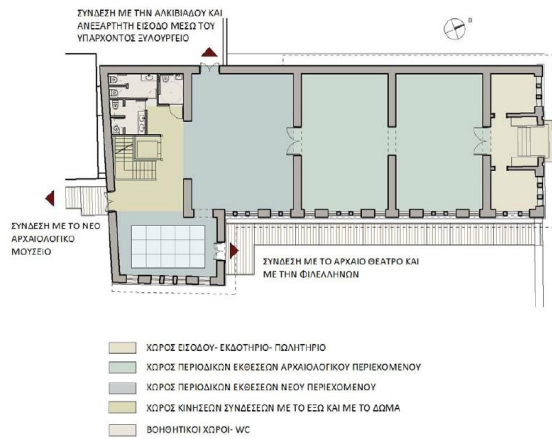 ΣΥΝΔΕΣΗ ΜΕ ΤΗΝ ΑΛΚΙΒΙΑΔΟΥ ΚΑΙ
ΑΝΕΞΑΡΤΗΤΗ ΕΙΣΟΔΟ ΜΕΣΩ ΤΟΥ
ΥΠΑΡΧΟΝΤΟΣ ΞΥΛΟΥΡΓΕΙΟ
ΣΥΝΔΕΣΗ ΜΕ ΤΟ ΝΕΟ
ΑΡΧΑΙΟΛΟΓΙΚΟ
ΜΟΥΣΕΙΟ
ΣΥΝΔΕΣΗ ΜΕ ΤΟ ΑΡΧΑΙΟ ΘΕΑΤΡΟ ΚΑΙ
ΜΕ ΤΗΝ ΦΙΛΕΛΛΗΝΩΝ
ΧΩΡΟΣ ΕΙΣΟΔΟΥ- ΕΚΔΟΤΗΡΙΟ- ΠΩΛΗΤΗΡΙΟ
ΧΩΡΟΣ ΠΕΡΙΟΔΙΚΩΝ ΕΚΘΕΣΕΩΝ ΑΡΧΑΙΟΛΟΓΙΚΟΥ ΠΕΡΙΕΧΟΜΕΝΟΥ
ΧΩΡΟΣ ΠΕΡΙΟΔΙΚΩΝ ΕΚΘΕΣΕΩΝ ΝΕΟΥ ΠΕΡΙΕΧΟΜΕΝΟΥ
ΧΩΡΟΣ ΚΙΝΗΣΕΩΝ ΣΥΝΔΕΣΕΩΝ ΜΕ ΤΟ ΕΞΩ ΚΑΙ ΜΕ ΤΟ ΔΩΜΑ
ΒΟΗΘΗΤΙΚΟΙ ΧΩΡΟΙ- WC